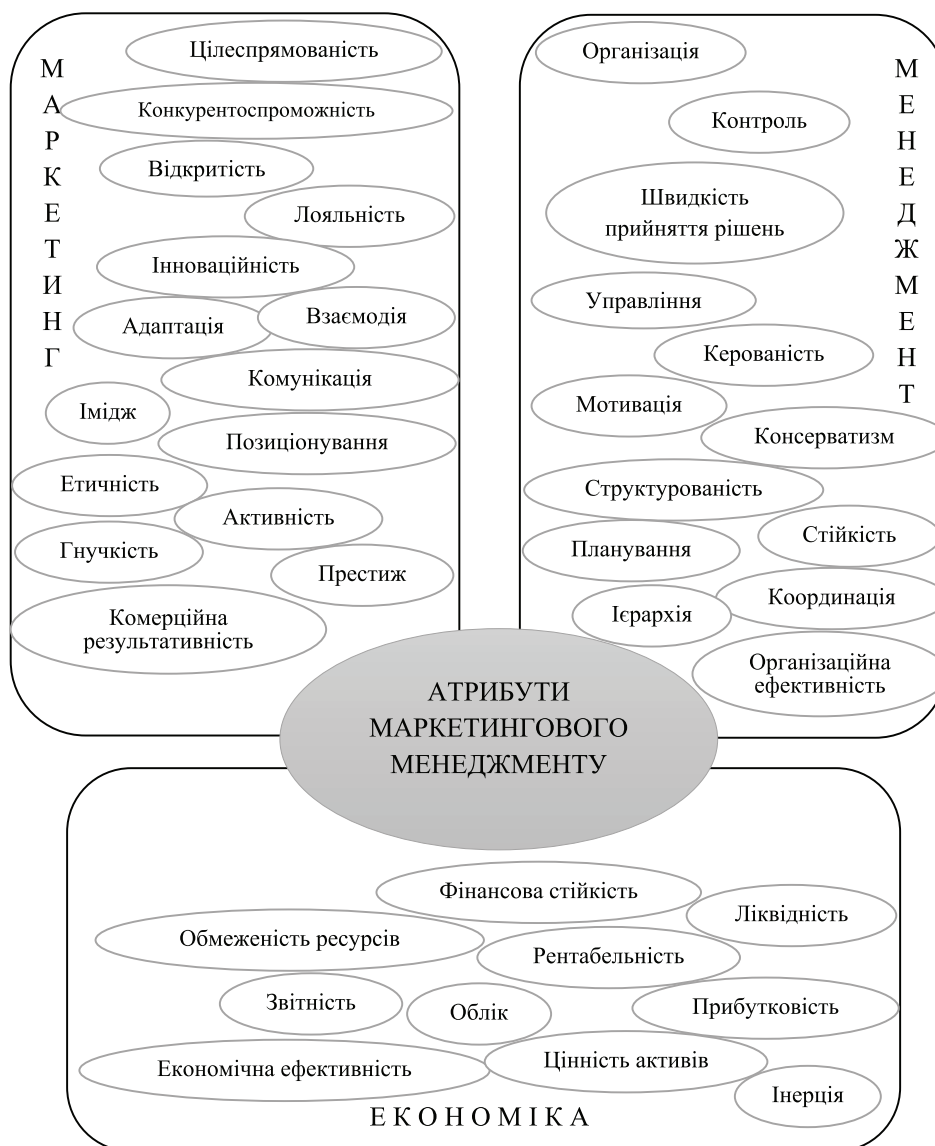 МАРКЕТИНГ
Цілеспрямованість
Конкурентоспроможність
Відкритість
Лояльність
Інноваційність
Адаптація
Взаємодія
Комунікація
Імідж
Позиціонування
Етичність
Активність
Гнучкість
Престиж
Комерційна
результативність
МЕНЕДЖМЕНТ
Організація
Контроль
Швидкість
прийняття рішень
Управління
Керованість
Мотивація
Консерватизм
Структурованість
Стійкість
Планування
Координація
Ієрархія
Організаційна
ефективність
АТРИБУТИ
МАРКЕТИНГОВОГО
МЕНЕДЖМЕНТУ
Фінансова стійкість
Ліквідність
Обмеженість ресурсів
Рентабельність
Звітність
Облік
Прибутковість
Економічна ефективність
Цінність активів
Інерція
ЕКОНОМІКА